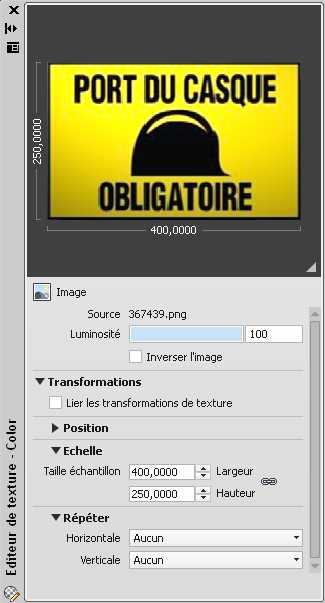 PORT DU CASQUE
OBLIGATOIRE
250,0000
400,0000
Image
Source 367439.png
Luminosité 100
Inverser l'image
Transformations
Lier les transformations de texture
Position
Echelle
Taille échantillon 400,0000 Largeur
250,0000 Hauteur
Répéter
Horizontale Aucun
Verticale Aucun
Editeur de texture - Color